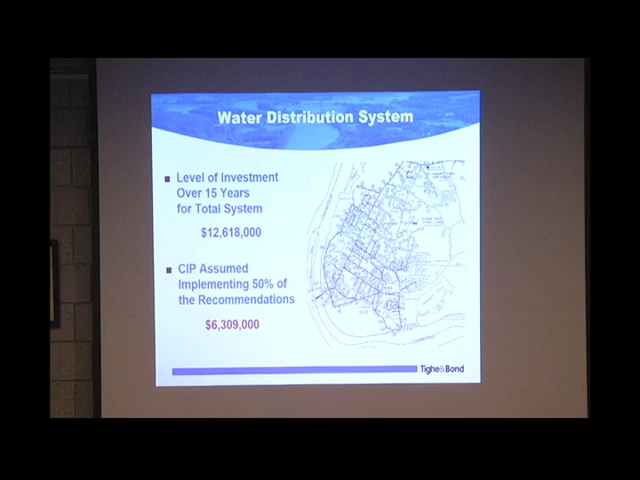 Water Distribution System
■ Level of Investment
Over 15 Years
for Total System
$12,618,000
■ CIP Assumed
Implementing 50% of
the Recommendations
$6,309,000
Tighe&Bond